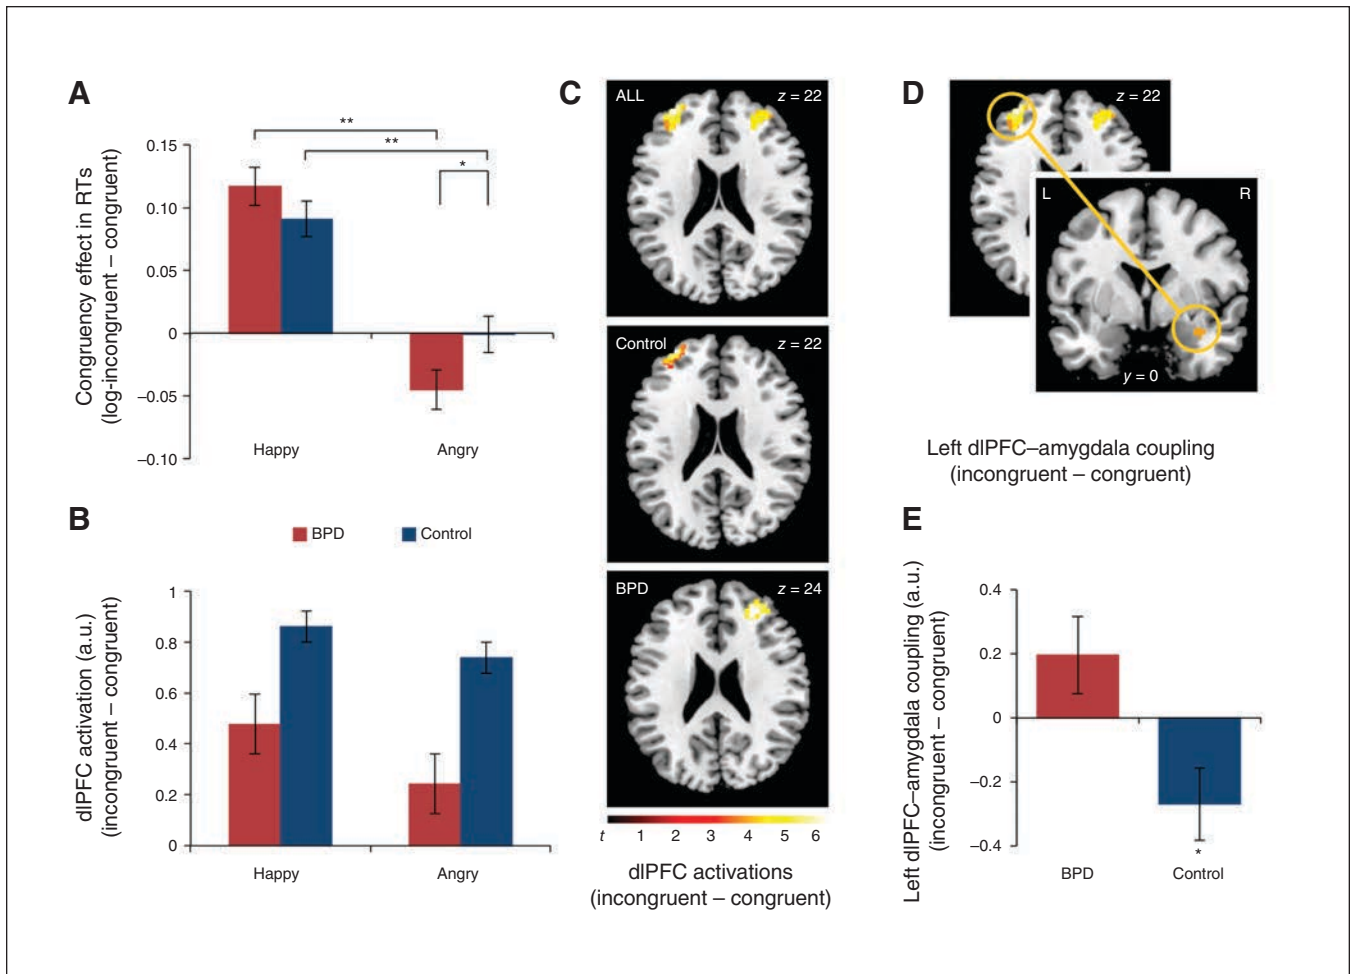 A
**
**
*
0.15
0.10
0.05
0
–0.05
–0.10
Congruency effect in RTs
(log-incongruent – congruent)
Happy
Angry
B
BPD
Control
1
0.8
0.6
0.4
0.2
0
dlPFC activation (a.u.)
(incongruent – congruent)
Happy
Angry
C
ALL
z = 22
Control
z = 22
BPD
z = 24
t 1 2 3 4 5 6
dlPFC activations
(incongruent – congruent)
D
z = 22
L
R
y = 0
Left dlPFC–amygdala coupling
(incongruent – congruent)
E
0.4
0.2
0
–0.2
–0.4
Left dlPFC–amygdala coupling (a.u.)
(incongruent – congruent)
*
BPD
Control